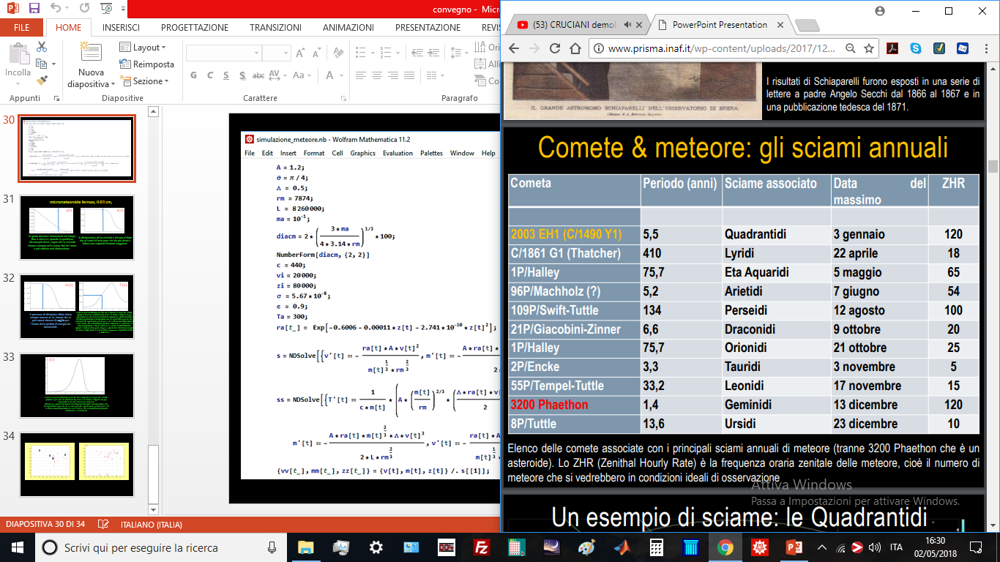 convegno - Micr
FILE
HOME
INSERISCI
PROGETTAZIONE
TRANSIZIONI
ANIMAZIONI
PRESENTAZIONE
REVIS
Incolla
Nuova
diapositiva
Layout
Reimposta
Sezione
G C S S abc AV Aa A
Appunti
Diapositive
Carattere
Paragrafo
30
31
micrometeoroide ferroso, 0.03 cm,
32
33
34
simulazione_meteore.nb - Wolfram Mathematica 11.2
File Edit Insert Format Cell Graphics Evaluation Palettes Window Help
A = 1.2;
ϑ = π / 4;
Λ = 0.5;
rm = 7874;
L = 8260000;
ma = 10^-1;
diacm = 2*(3*ma / 4*3.14*rm)^1/3 *100;
NumberForm[diacm, {2, 2}]
c = 440;
vi = 20000;
zi = 80000;
σ = 5.67*10^-8;
ϵ = 0.9;
Ta = 300;
ra[t_] = Exp[-0.6006 - 0.00011*z[t] - 2.741*10^-10 *z[t]^2];
s = NDSolve[{{v'[t] == - ra[t]*A*v[t]^2 / m[t]^1/3 *rm^2/3, m'[t] == - A*ra[t]*
ss = NDSolve[{{T'[t] == 1 / c*m[t] *(A*(m[t] / rm)^2/3 *(Λ*ra[t]*v
m'[t] == - A*ra[t]*m[t]^2/3 *Λ*v[t]^3 / 2*L*rm^2/3, v'[t] == - ra[t]*A / m[t]^1/3
{vv[t_], mm[t_], zz[t_]} = {v[t], m[t], z[t]} /. s[[1]];
DIAPOSITIVA 30 DI 34
ITALIANO (ITALIA)
(53) CRUCIANI demoli
PowerPoint Presentation
www.prisma.inaf.it/wp-content/uploads/2017/12...
IL GRANDE ASTRONOMO SCHIAPARELLI NELL'OSSERVATORIO DI BRERA.
I risultati di Schiaparelli furono esposti in una serie di
lettere a padre Angelo Secchi dal 1866 al 1867 e in
una pubblicazione tedesca del 1871.
Comete & meteore: gli sciami annuali
Cometa Periodo (anni) Sciame associato Data del massimo ZHR
2003 EH1 (C/1490 Y1) 5,5 Quadrantidi 3 gennaio 120
C/1861 G1 (Thatcher) 410 Lyridi 22 aprile 18
1P/Halley 75,7 Eta Aquaridi 5 maggio 65
96P/Machholz (?) 5,2 Arietidi 7 giugno 54
109P/Swift-Tuttle 134 Perseidi 12 agosto 100
21P/Giacobini-Zinner 6,6 Draconidi 9 ottobre 20
1P/Halley 75,7 Orionidi 21 ottobre 25
2P/Encke 3,3 Tauridi 3 novembre 5
55P/Tempel-Tuttle 33,2 Leonidi 17 novembre 15
3200 Phaethon 1,4 Geminidi 13 dicembre 120
8P/Tuttle 13,6 Ursidi 23 dicembre 10
Elenco delle comete associate con i principali sciami annuali di meteore (tranne 3200 Phaethon che è un
asteroide). Lo ZHR (Zenithal Hourly Rate) è la frequenza oraria zenitale delle meteore, cioè il numero di
meteore che si vedrebbero in condizioni ideali di osservazione
Attiva Windows
Passa a Impostazioni per attivare Windows.
Un esempio di sciame: le Quadrantidi
Scrivi qui per eseguire la ricerca
ITA
16:30
02/05/2018